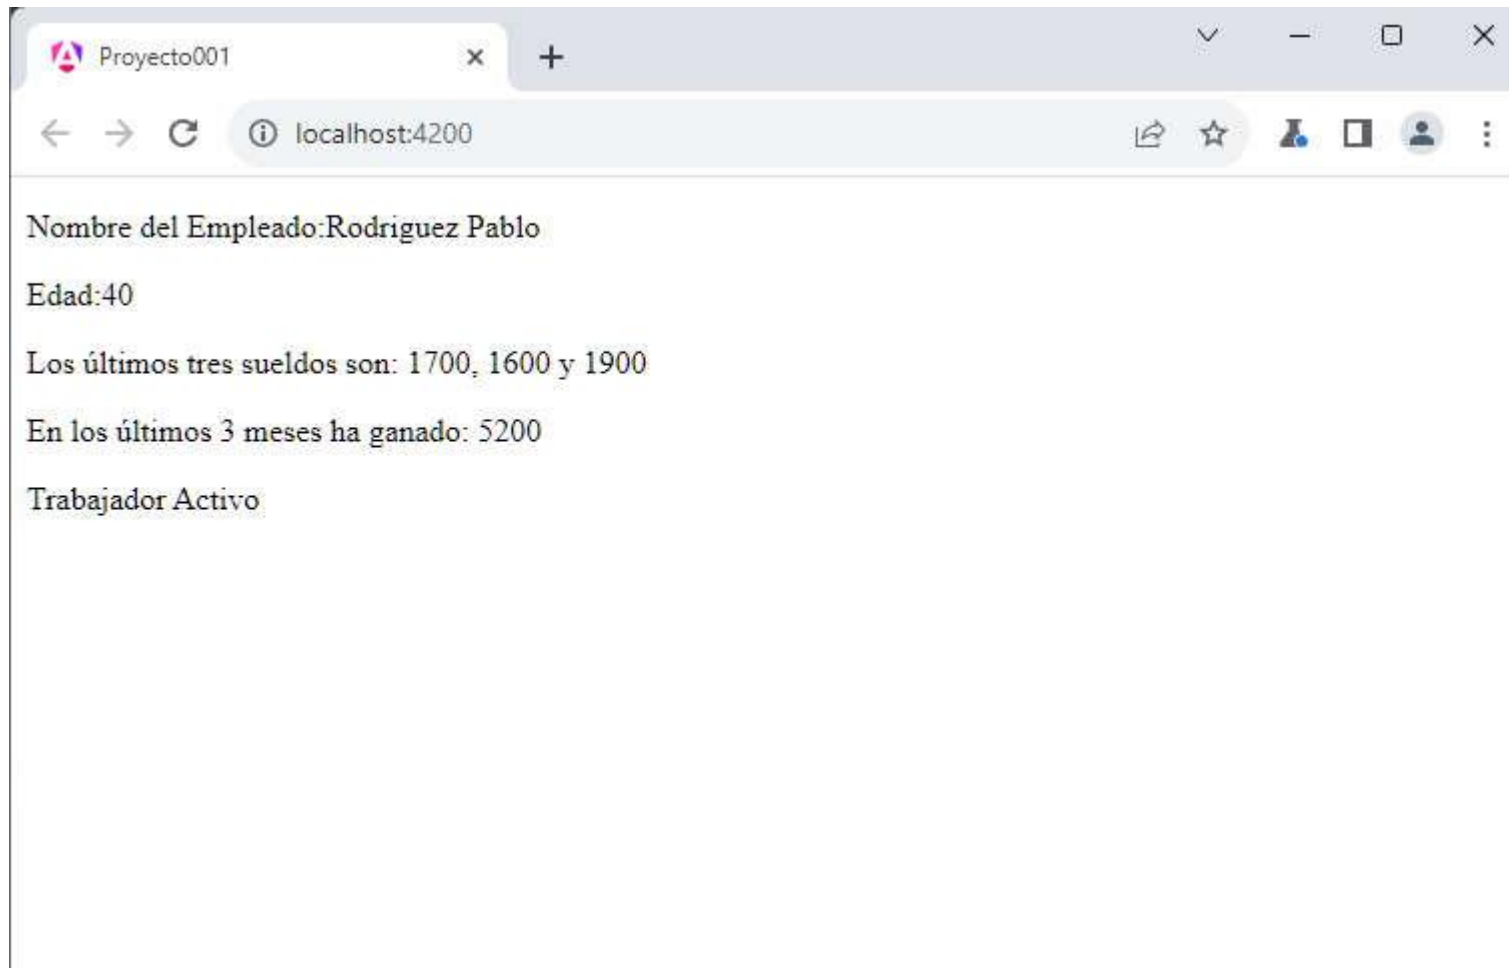 Proyecto001
localhost:4200
Nombre del Empleado:Rodriguez Pablo
Edad:40
Los últimos tres sueldos son: 1700, 1600 y 1900
En los últimos 3 meses ha ganado: 5200
Trabajador Activo